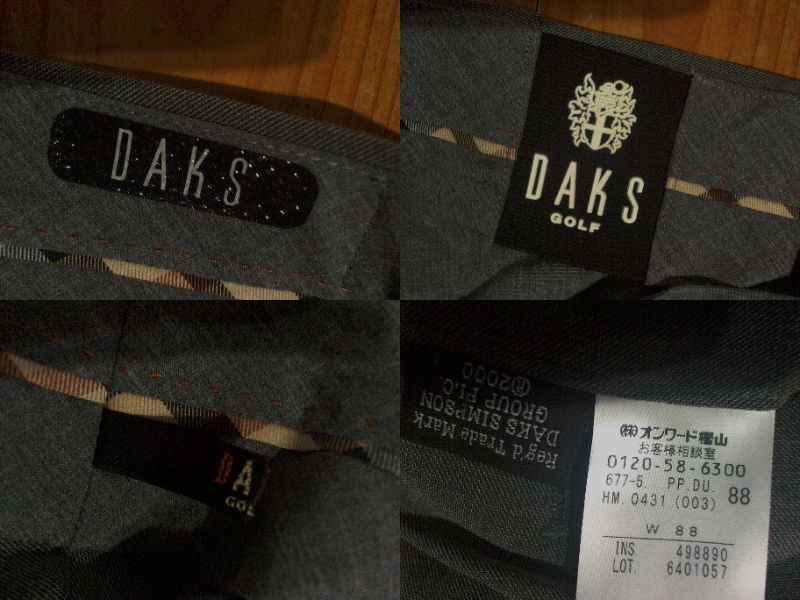 DAKS
DAKS
GOLF
DA
GOL
Reg'd Trade Mark
DAKS SIMPSON
GROUP PLC.
®2000
㈱オンワード樫山
お客様相談室
0120-58-6300
677-5. PP.DU.
HM. 0431 (003) 88
W 88
INS. 498890
LOT. 6401057